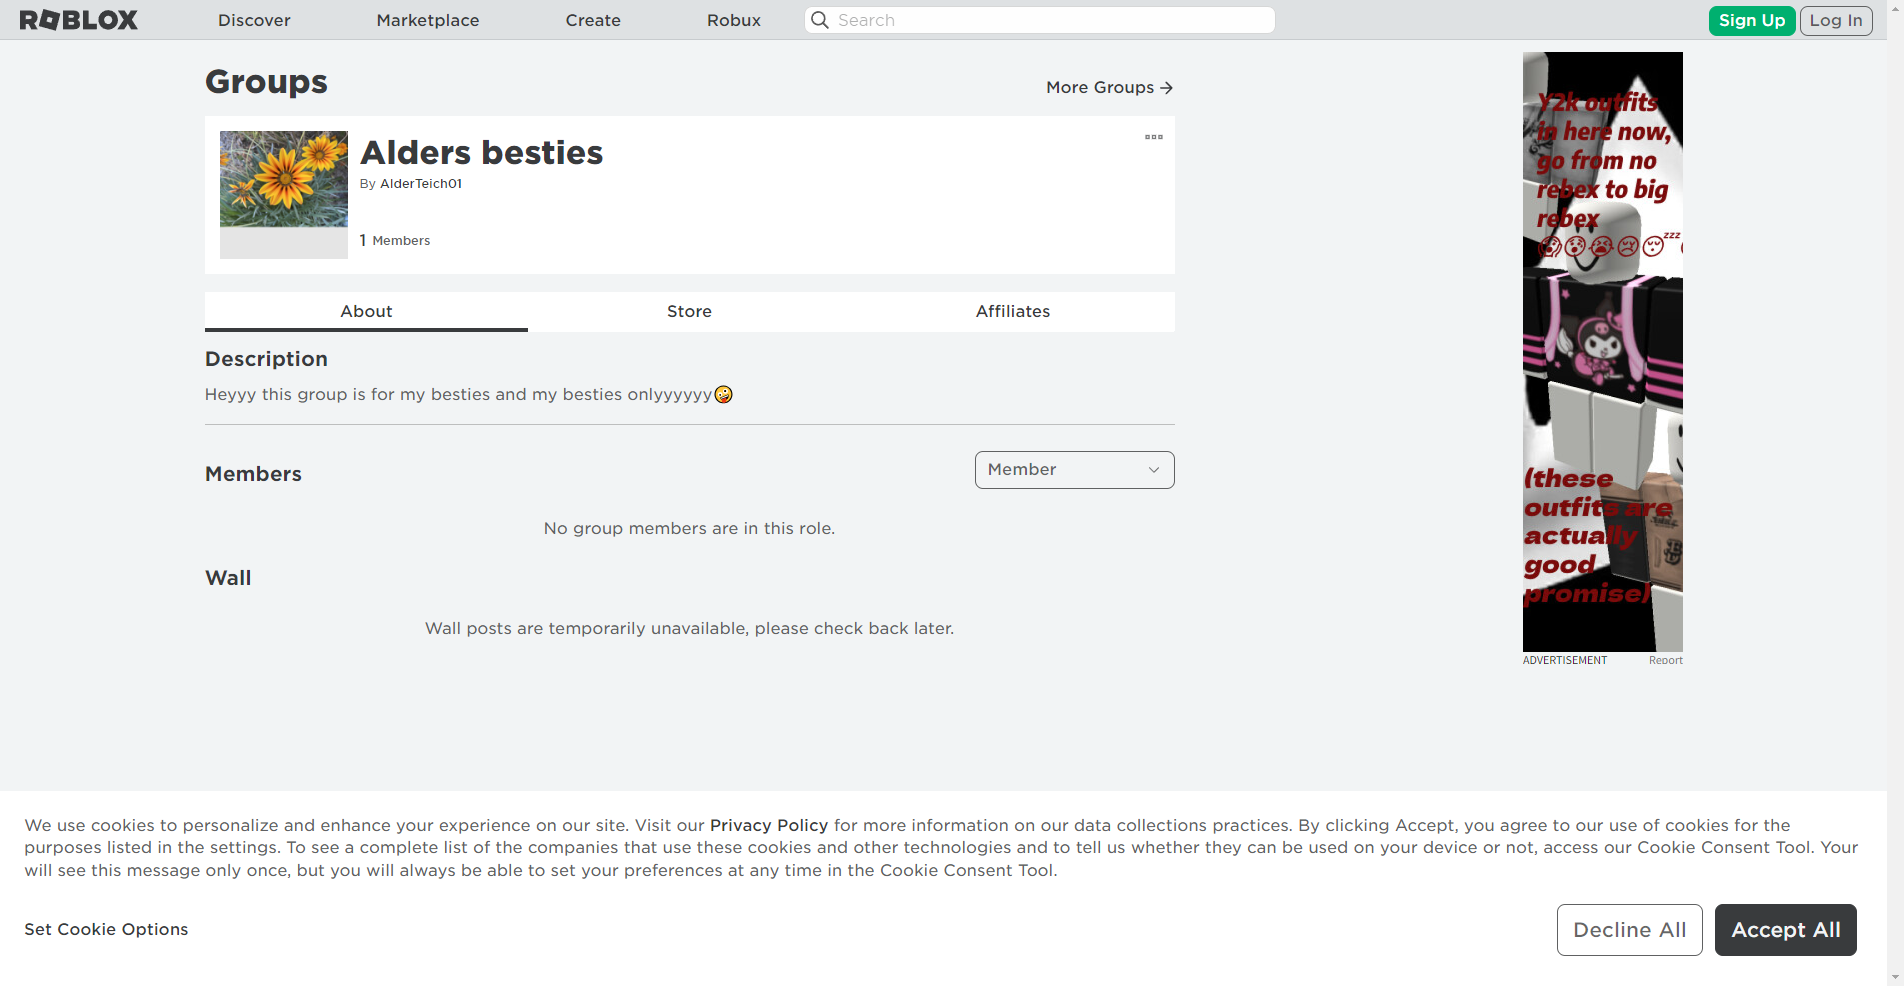 ROBLOX
Discover
Marketplace
Create
Robux
Search
Sign Up
Log In
Groups
More Groups
Alders besties
By AlderTeich01
1 Members
About
Store
Affiliates
Description
Heyyy this group is for my besties and my besties onlyyyyyy🤪
Members
Member
No group members are in this role.
Wall
Wall posts are temporarily unavailable, please check back later.
Y2k outfits
in here now,
go from no
rebex to big
rebex
(these
outfits are
actually
good
promise)
ADVERTISEMENT
Report
We use cookies to personalize and enhance your experience on our site. Visit our Privacy Policy for more information on our data collections practices. By clicking Accept, you agree to our use of cookies for the
purposes listed in the settings. To see a complete list of the companies that use these cookies and other technologies and to tell us whether they can be used on your device or not, access our Cookie Consent Tool. Your
will see this message only once, but you will always be able to set your preferences at any time in the Cookie Consent Tool.
Set Cookie Options
Decline All
Accept All